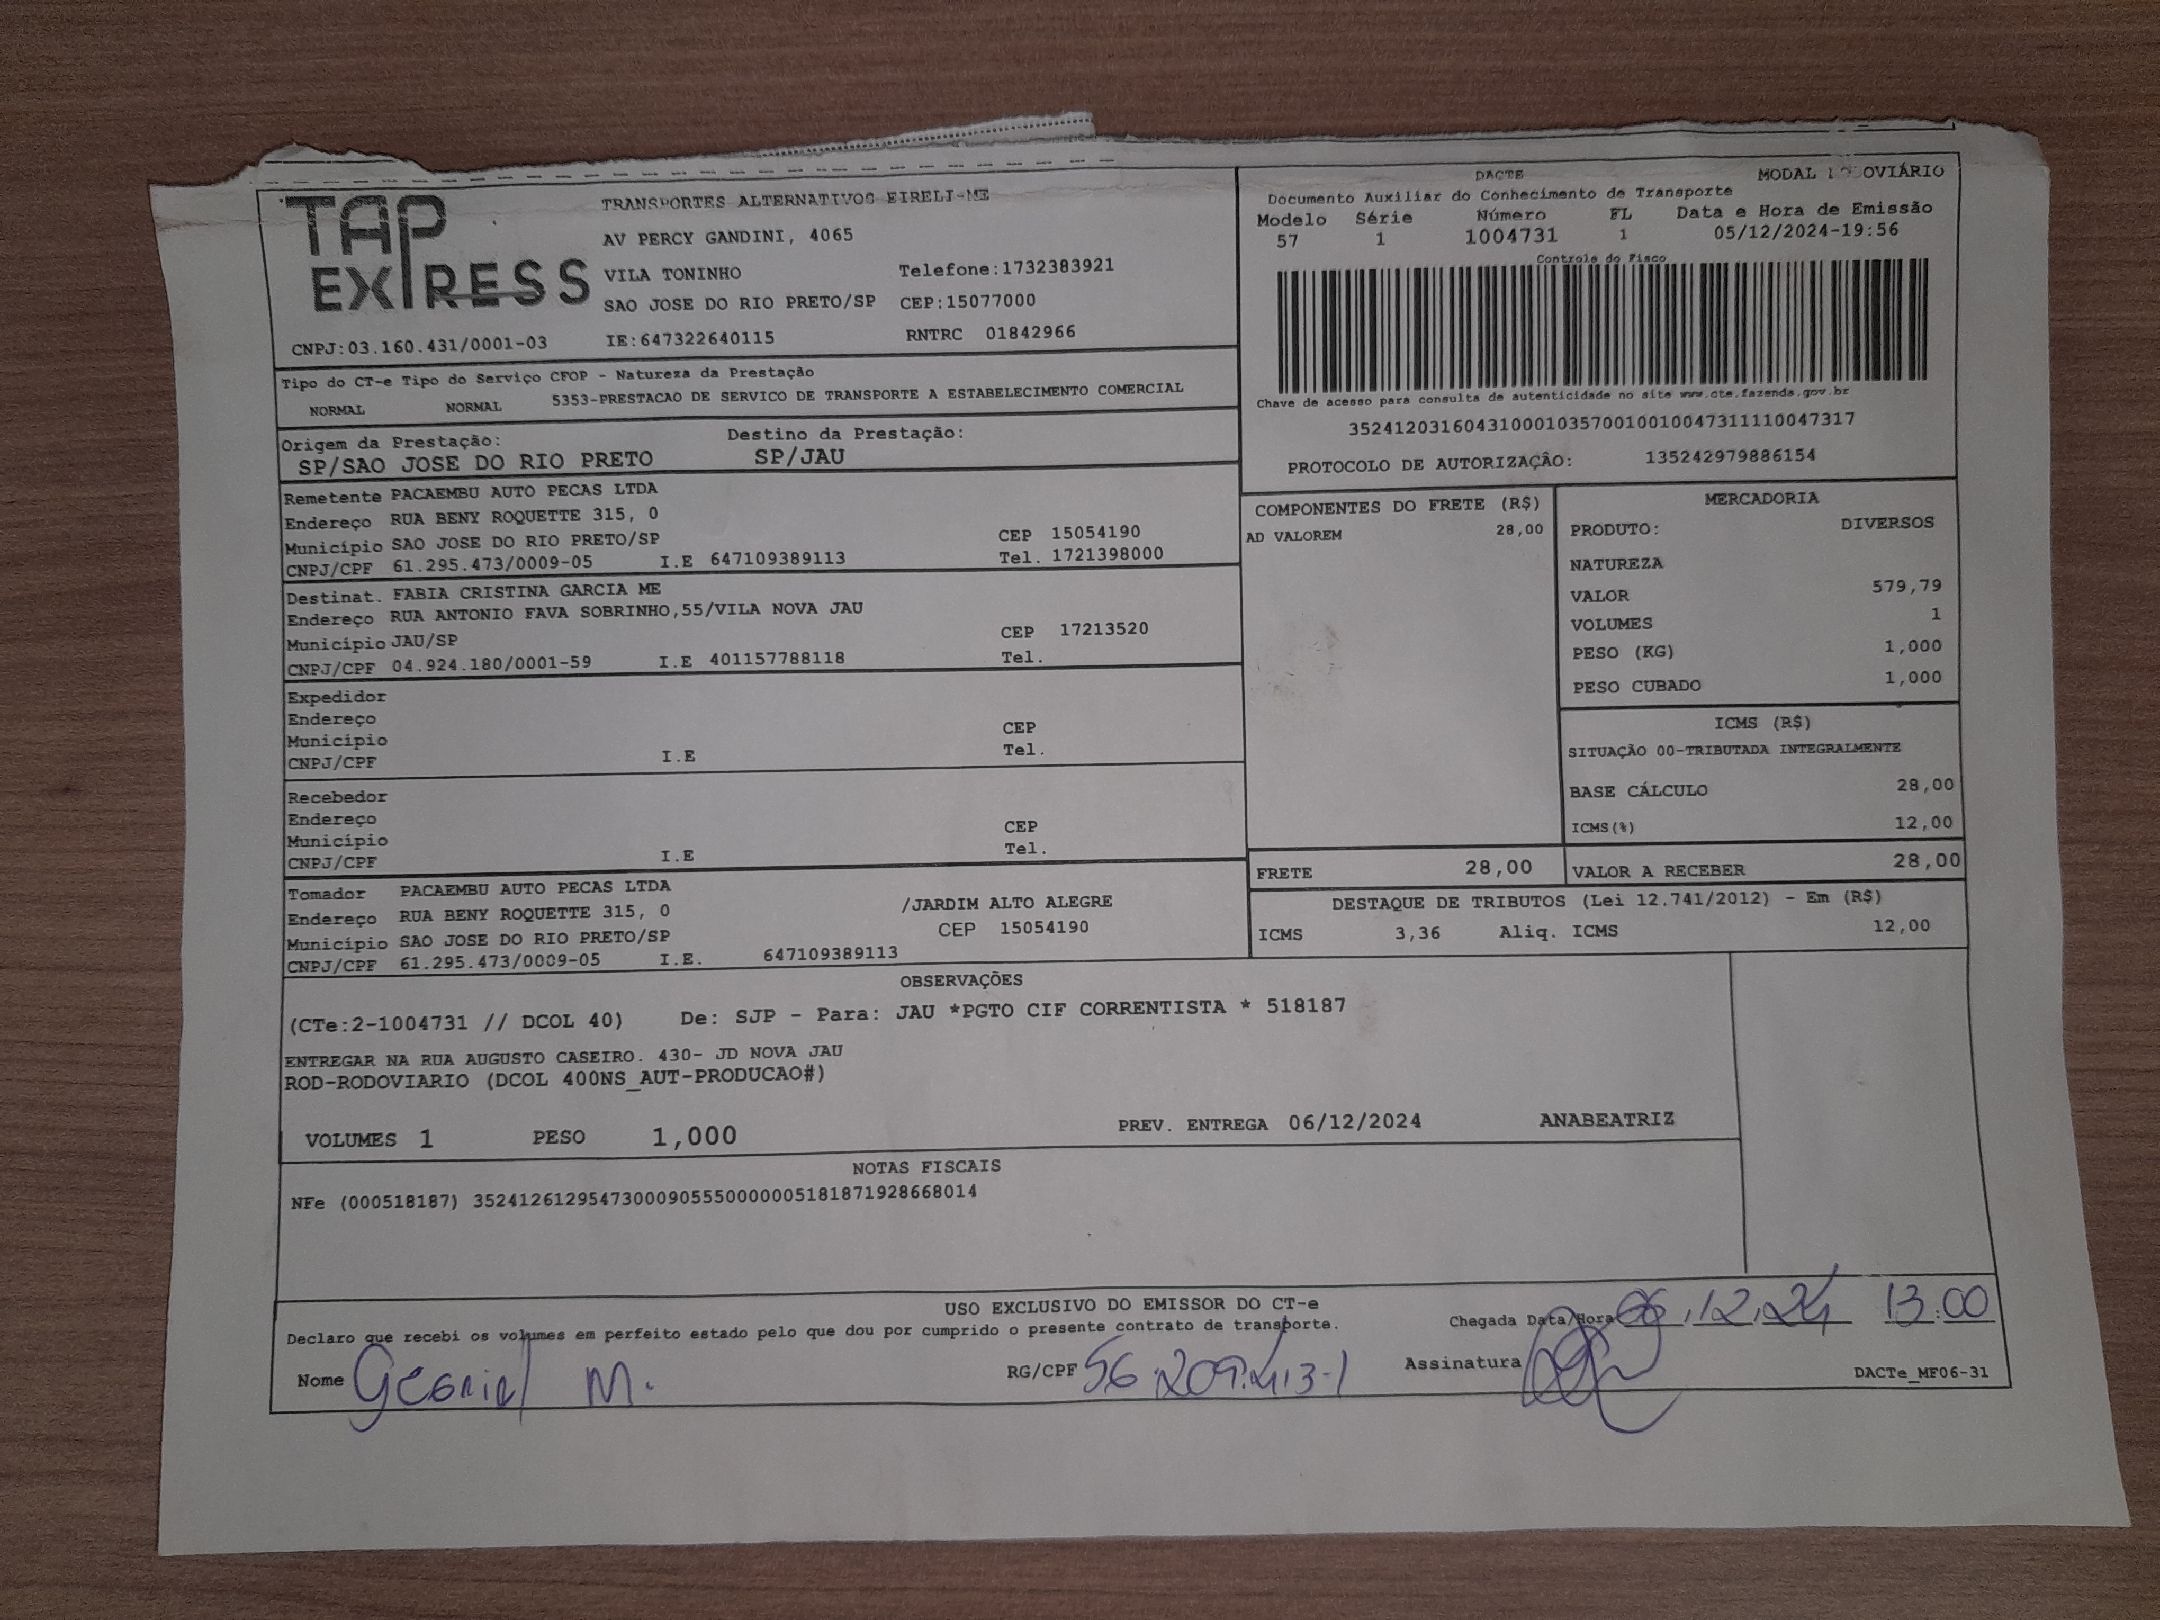 TAP EXPRESS
TRANSPORTES ALTERNATIVOS EIRELI-ME
AV PERCY GANDINI, 4065
VILA TONINHO Telefone:1732383921
SAO JOSE DO RIO PRETO/SP CEP:15077000
CNPJ:03.160.431/0001-03 IE:647322640115 RNTRC 01842966
DACTE MODAL RODOVIÁRIO
Documento Auxiliar do Conhecimento de Transporte
Modelo Série Número FL Data e Hora de Emissão
57 1 1004731 1 05/12/2024-19:56
Controle do Fisco
Chave de acesso para consulta de autenticidade no site www.cte.fazenda.gov.br
35241203160431000103570010010047311110047317
PROTOCOLO DE AUTORIZAÇÂO: 135242979886154
Tipo do CT-e Tipo do Serviço CFOP - Natureza da Prestação
NORMAL NORMAL 5353-PRESTACAO DE SERVICO DE TRANSPORTE A ESTABELECIMENTO COMERCIAL
Origem da Prestação: Destino da Prestação:
SP/SAO JOSE DO RIO PRETO SP/JAU
Remetente PACAEMBU AUTO PECAS LTDA
Endereço RUA BENY ROQUETTE 315, 0
Município SAO JOSE DO RIO PRETO/SP CEP 15054190
CNPJ/CPF 61.295.473/0009-05 I.E 647109389113 Tel. 1721398000
Destinat. FABIA CRISTINA GARCIA ME
Endereço RUA ANTONIO FAVA SOBRINHO,55/VILA NOVA JAU
Município JAU/SP CEP 17213520
CNPJ/CPF 04.924.180/0001-59 I.E 401157788118 Tel.
Expedidor
Endereço
Município CEP
CNPJ/CPF I.E Tel.
Recebedor
Endereço
Município CEP
CNPJ/CPF I.E Tel.
Tomador PACAEMBU AUTO PECAS LTDA
Endereço RUA BENY ROQUETTE 315, 0 /JARDIM ALTO ALEGRE
Município SAO JOSE DO RIO PRETO/SP CEP 15054190
CNPJ/CPF 61.295.473/0009-05 I.E. 647109389113
COMPONENTES DO FRETE (R$)
AD VALOREM 28,00
MERCADORIA
PRODUTO: DIVERSOS
NATUREZA
VALOR 579,79
VOLUMES 1
PESO (KG) 1,000
PESO CUBADO 1,000
ICMS (R$)
SITUAÇÃO 00-TRIBUTADA INTEGRALMENTE
BASE CÁLCULO 28,00
ICMS(%) 12,00
FRETE 28,00 VALOR A RECEBER 28,00
DESTAQUE DE TRIBUTOS (Lei 12.741/2012) - Em (R$)
ICMS 3,36 Aliq. ICMS 12,00
OBSERVAÇÕES
(CTe:2-1004731 // DCOL 40) De: SJP - Para: JAU *PGTO CIF CORRENTISTA * 518187
ENTREGAR NA RUA AUGUSTO CASEIRO. 430- JD NOVA JAU
ROD-RODOVIARIO (DCOL 400NS_AUT-PRODUCAO#)
VOLUMES 1 PESO 1,000 PREV. ENTREGA 06/12/2024 ANABEATRIZ
NOTAS FISCAIS
NFe (000518187) 35241261295473000905550000005181871928668014
USO EXCLUSIVO DO EMISSOR DO CT-e
Declaro que recebi os volumes em perfeito estado pelo que dou por cumprido o presente contrato de transporte. Chegada Data/Hora 06.12.24 13:00
Nome M. RG/CPF 56.209.413-1 Assinatura
DACTe_MF06-31